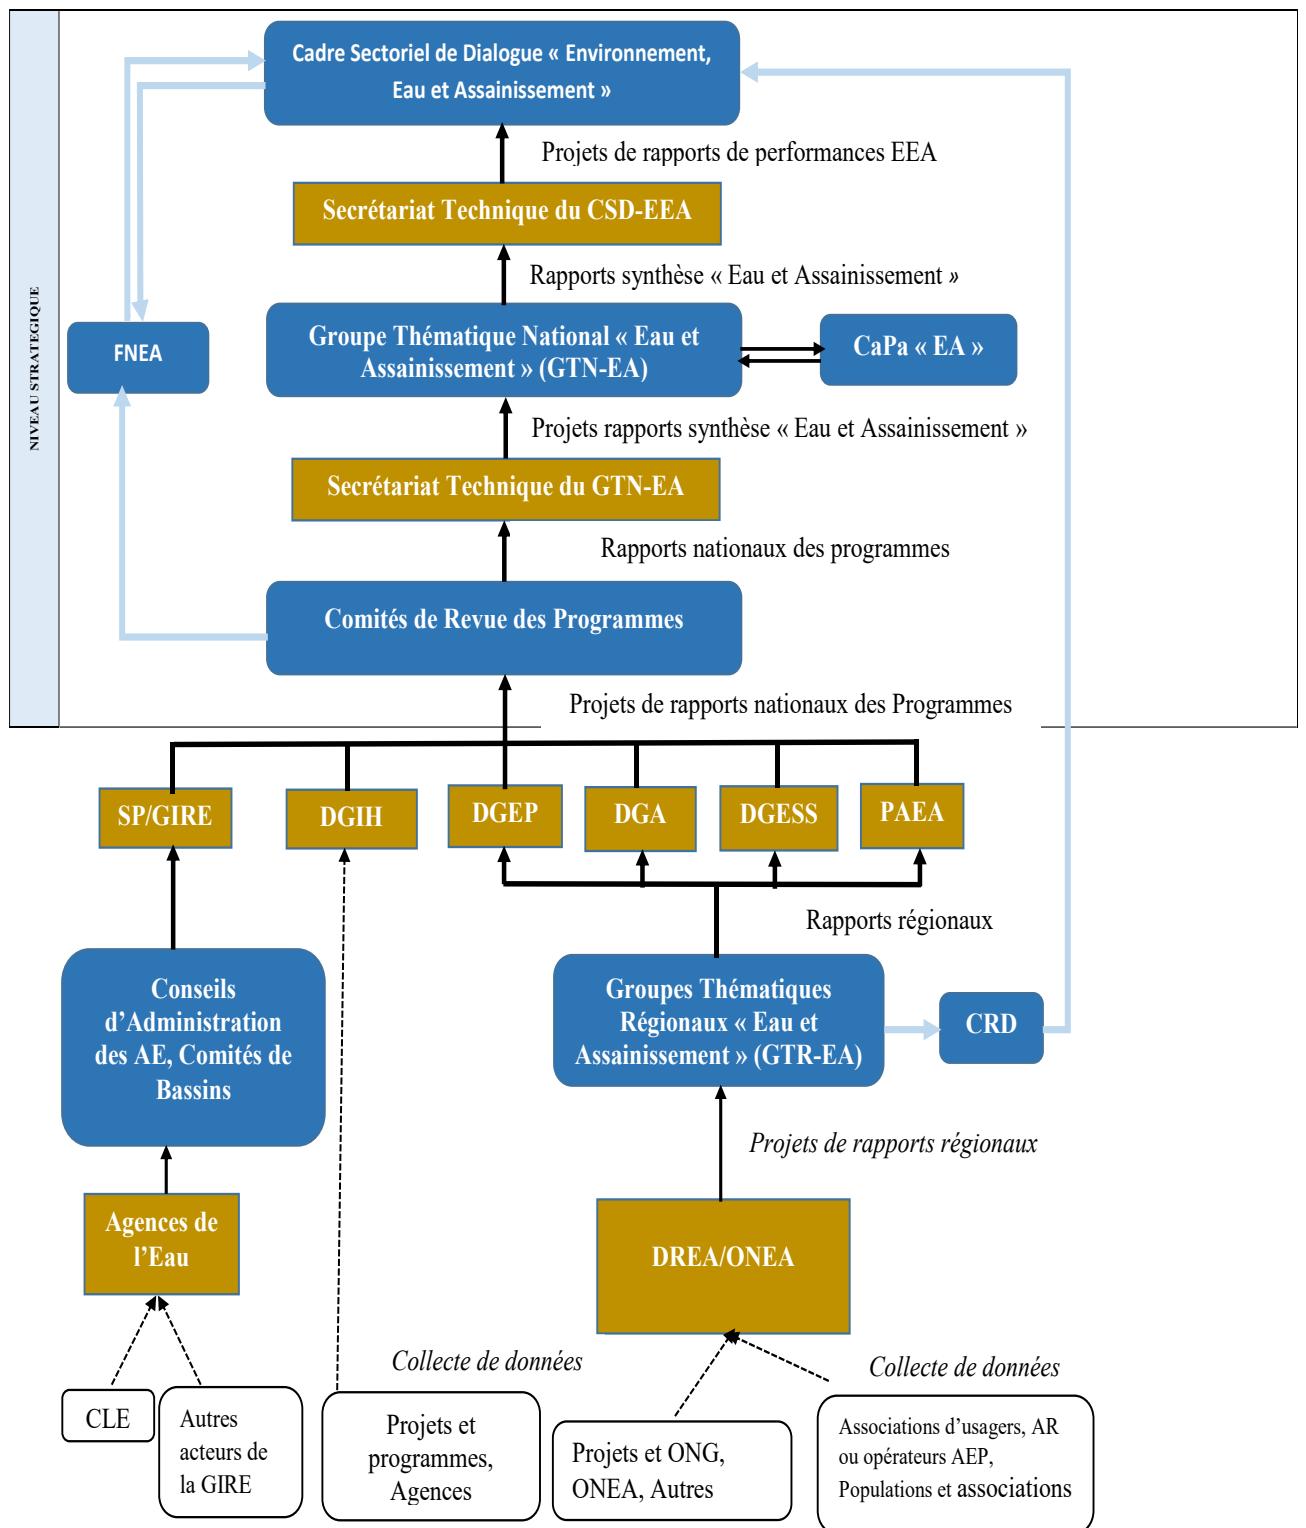 NIVEAU STRATEGIQUE
Cadre Sectoriel de Dialogue « Environnement,
Eau et Assainissement »
Projets de rapports de performances EEA
Secrétariat Technique du CSD-EEA
Rapports synthèse « Eau et Assainissement »
FNEA
Groupe Thématique National « Eau et
Assainissement » (GTN-EA)
CaPa « EA »
Projets rapports synthèse « Eau et Assainissement »
Secrétariat Technique du GTN-EA
Rapports nationaux des programmes
Comités de Revue des Programmes
Projets de rapports nationaux des Programmes
SP/GIRE
DGIH
DGEP
DGA
DGESS
PAEA
Rapports régionaux
Conseils
d’Administration
des AE, Comités de
Bassins
Groupes Thématiques
Régionaux « Eau et
Assainissement » (GTR-EA)
CRD
Projets de rapports régionaux
Agences de
l’Eau
DREA/ONEA
Collecte de données
Collecte de données
CLE
Autres
acteurs de
la GIRE
Projets et
programmes,
Agences
Projets et ONG,
ONEA, Autres
Associations d’usagers, AR
ou opérateurs AEP,
Populations et associations